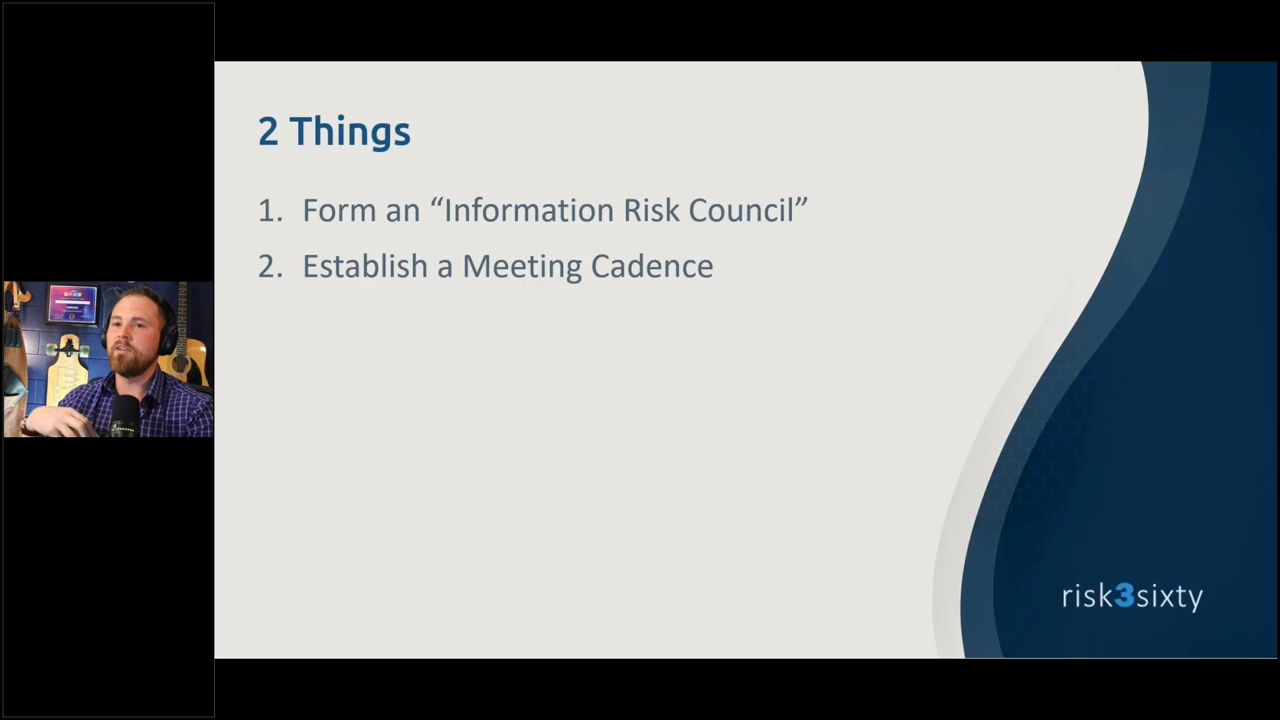 2 Things
1. Form an “Information Risk Council”
2. Establish a Meeting Cadence
risk3sixty